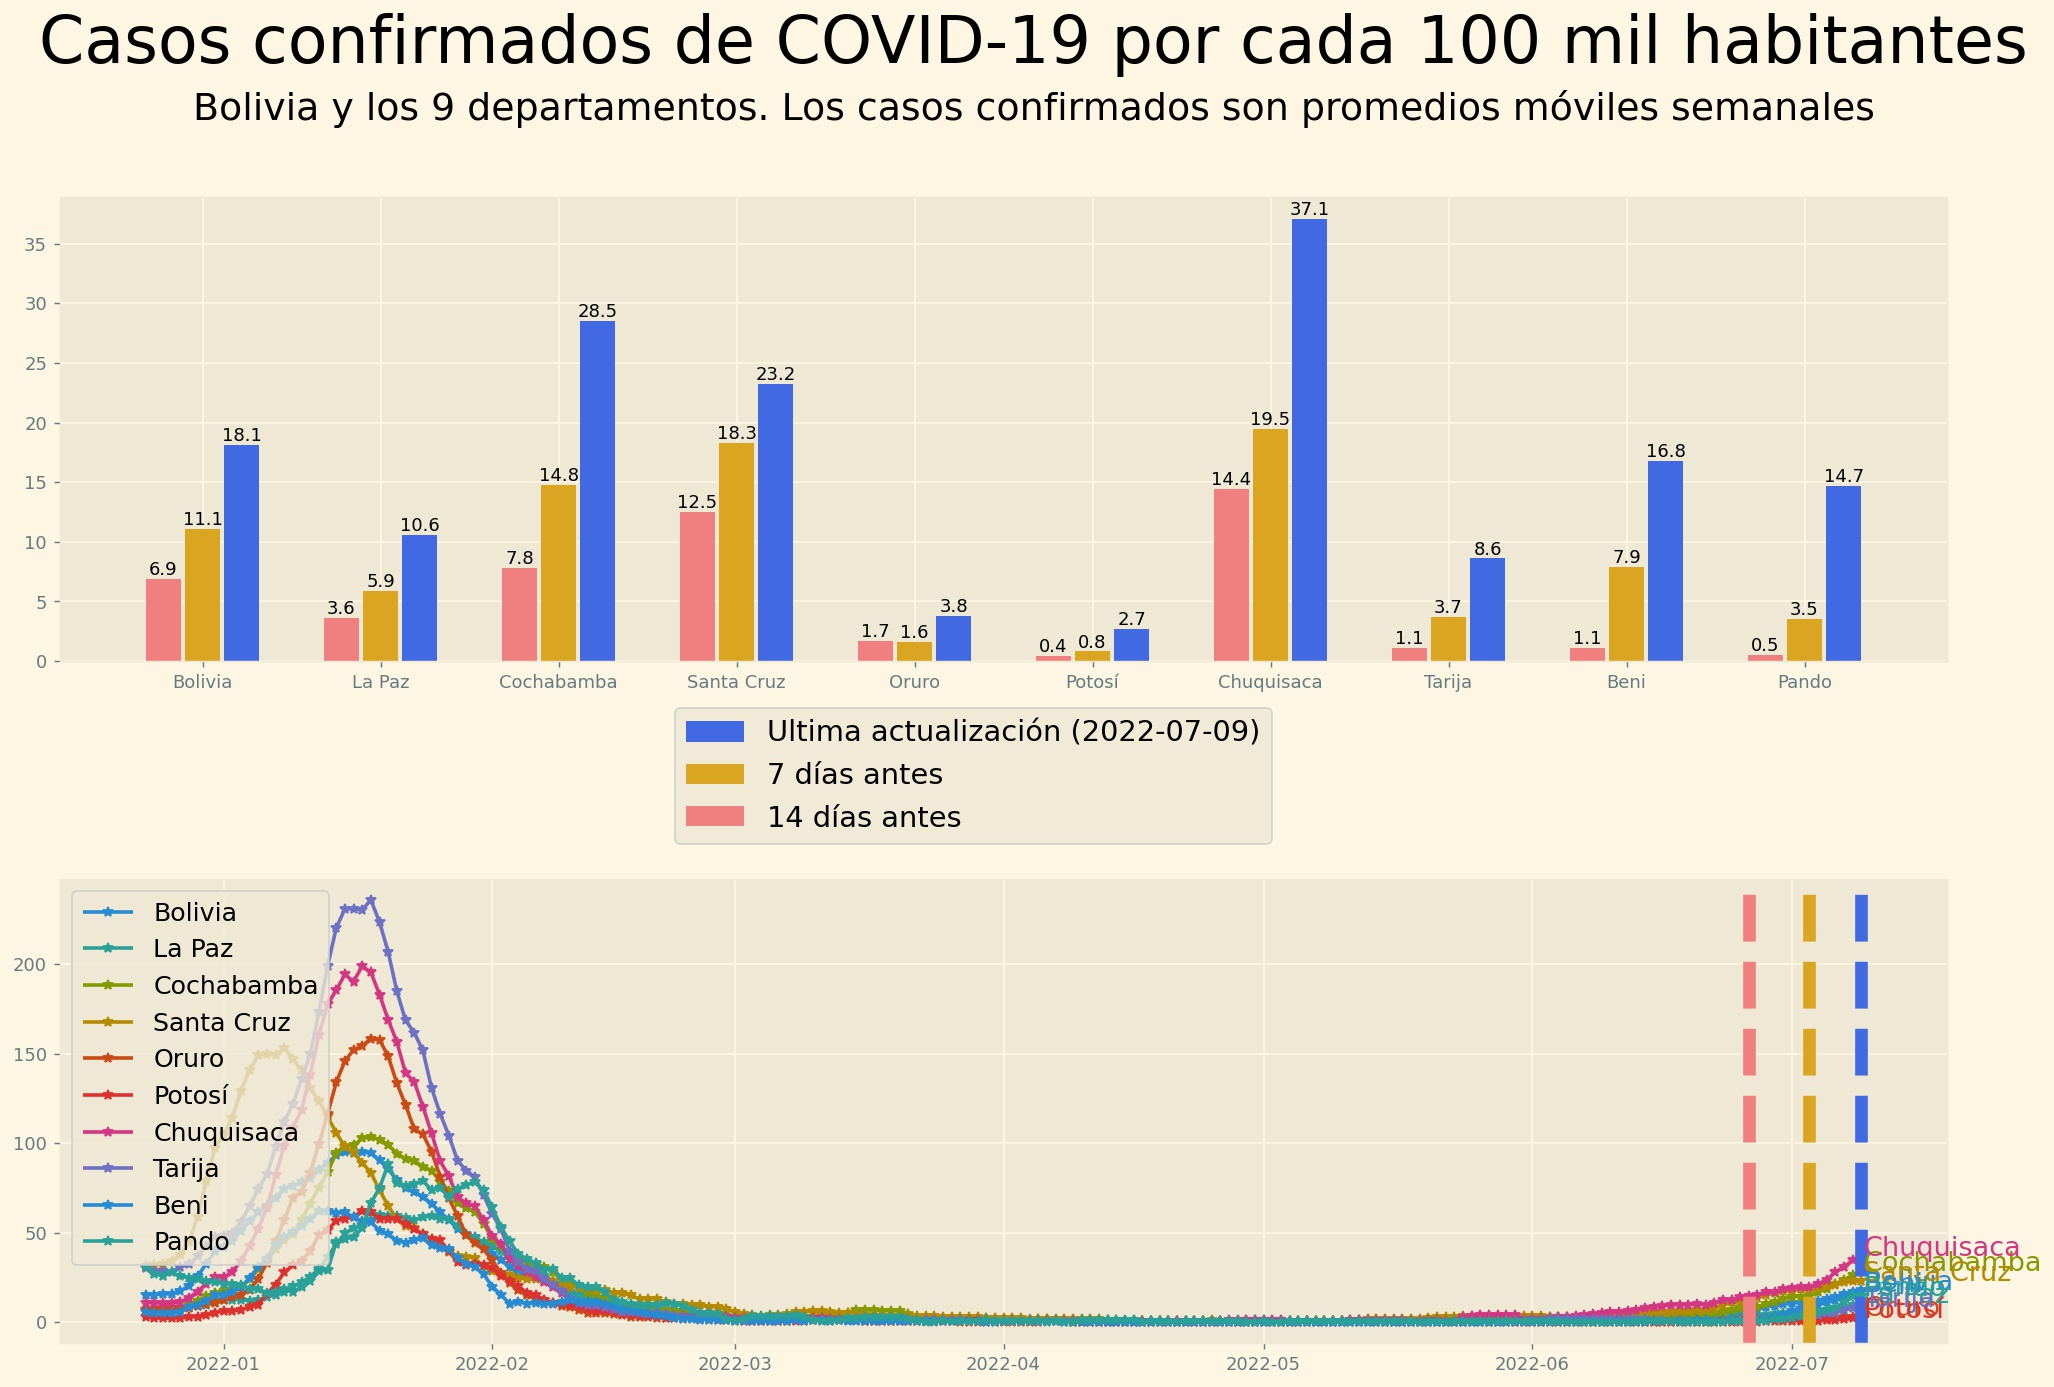 Casos confirmados de COVID-19 por cada 100 mil habitantes
Bolivia y los 9 departamentos. Los casos confirmados son promedios móviles semanales
35
30
25
20
15
10
5
0
6.9 11.1 18.1
3.6 5.9 10.6
7.8 14.8 28.5
12.5 18.3 23.2
1.7 1.6 3.8
0.4 0.8 2.7
14.4 19.5 37.1
1.1 3.7 8.6
1.1 7.9 16.8
0.5 3.5 14.7
Bolivia La Paz Cochabamba Santa Cruz Oruro Potosí Chuquisaca Tarija Beni Pando
Ultima actualización (2022-07-09)
7 días antes
14 días antes
200
150
100
50
0
Bolivia
La Paz
Cochabamba
Santa Cruz
Oruro
Potosí
Chuquisaca
Tarija
Beni
Pando
Chuquisaca
Cochabamba
Santa Cruz
Potosí
2022-01 2022-02 2022-03 2022-04 2022-05 2022-06 2022-07